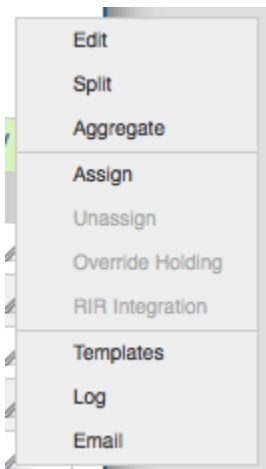 Edit
Split
Aggregate
Assign
Unassign
Override Holding
RIR Integration
Templates
Log
Email